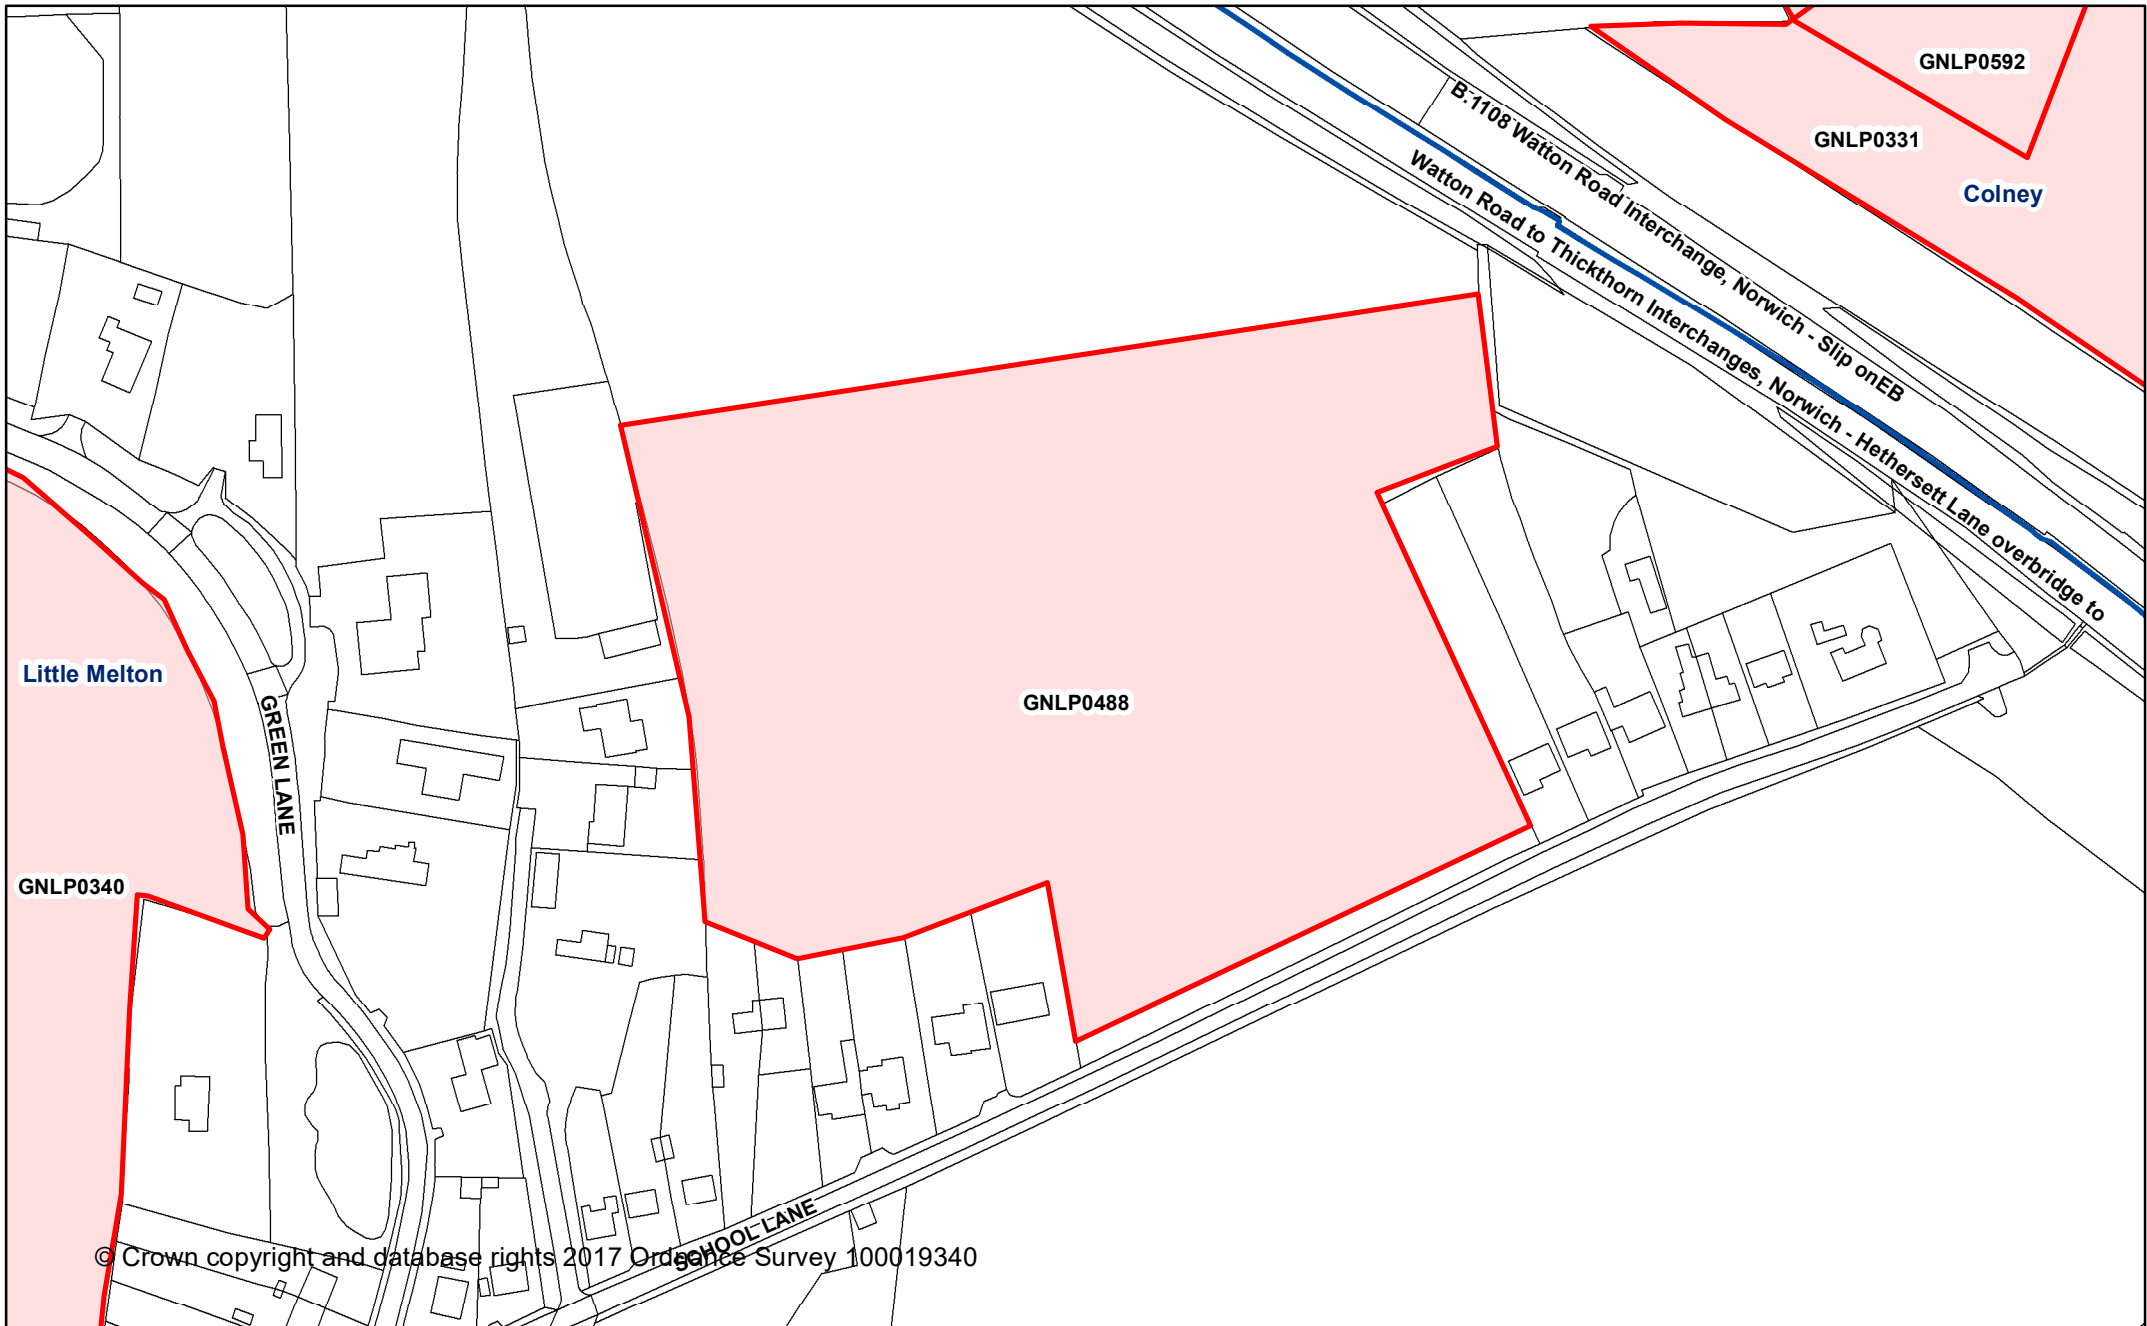 GNLP0592
B.1108 Watton Road Interchange, Norwich - Slip onEB
GNLP0331
Watton Road to Thickthorn Interchanges, Norwich - Hethersett Lane overbridge to
Colney
Little Melton
GREEN LANE
GNLP0488
GNLP0340
SCHOOL LANE
© Crown copyright and database rights 2017 Ordnance Survey 100019340